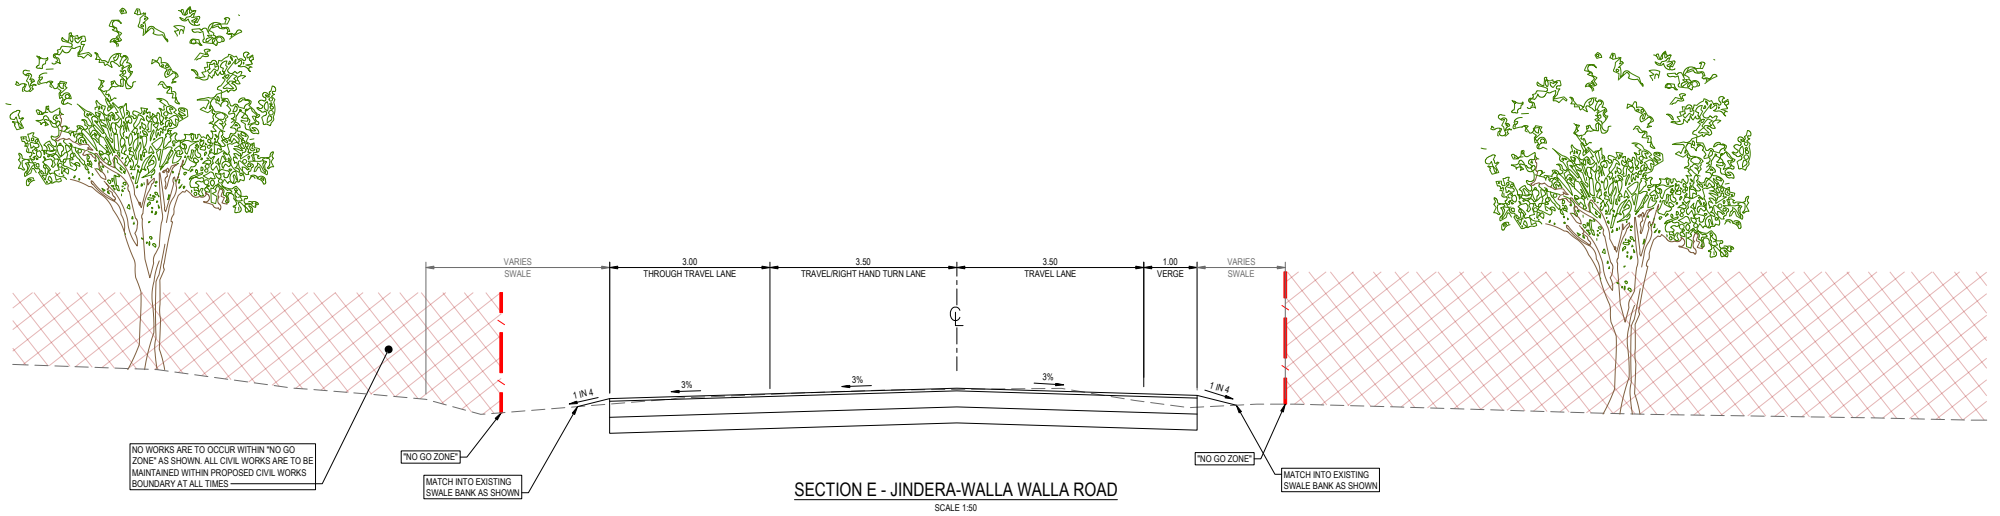 VARIES
SWALE
3.00
THROUGH TRAVEL LANE
3.50
TRAVEL/RIGHT HAND TURN LANE
3.50
TRAVEL LANE
1.00
VERGE
VARIES
SWALE
CL
1 IN 4
3%
3%
3%
1 IN 4
NO WORKS ARE TO OCCUR WITHIN "NO GO
ZONE" AS SHOWN. ALL CIVIL WORKS ARE TO BE
MAINTAINED WITHIN PROPOSED CIVIL WORKS
BOUNDARY AT ALL TIMES
"NO GO ZONE"
MATCH INTO EXISTING
SWALE BANK AS SHOWN
"NO GO ZONE"
MATCH INTO EXISTING
SWALE BANK AS SHOWN
SECTION E - JINDERA-WALLA WALLA ROAD
SCALE 1:50